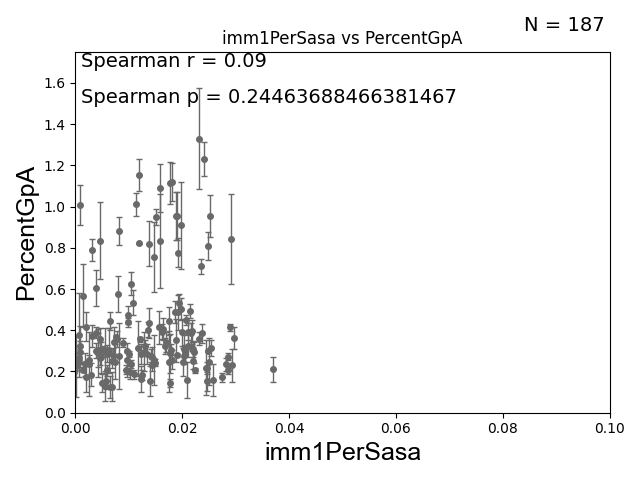 N = 187
imm1PerSasa vs PercentGpA
Spearman r = 0.09
Spearman p = 0.24463688466381467
PercentGpA
1.6
1.4
1.2
1.0
0.8
0.6
0.4
0.2
0.0
0.00 0.02 0.04 0.06 0.08 0.10
imm1PerSasa